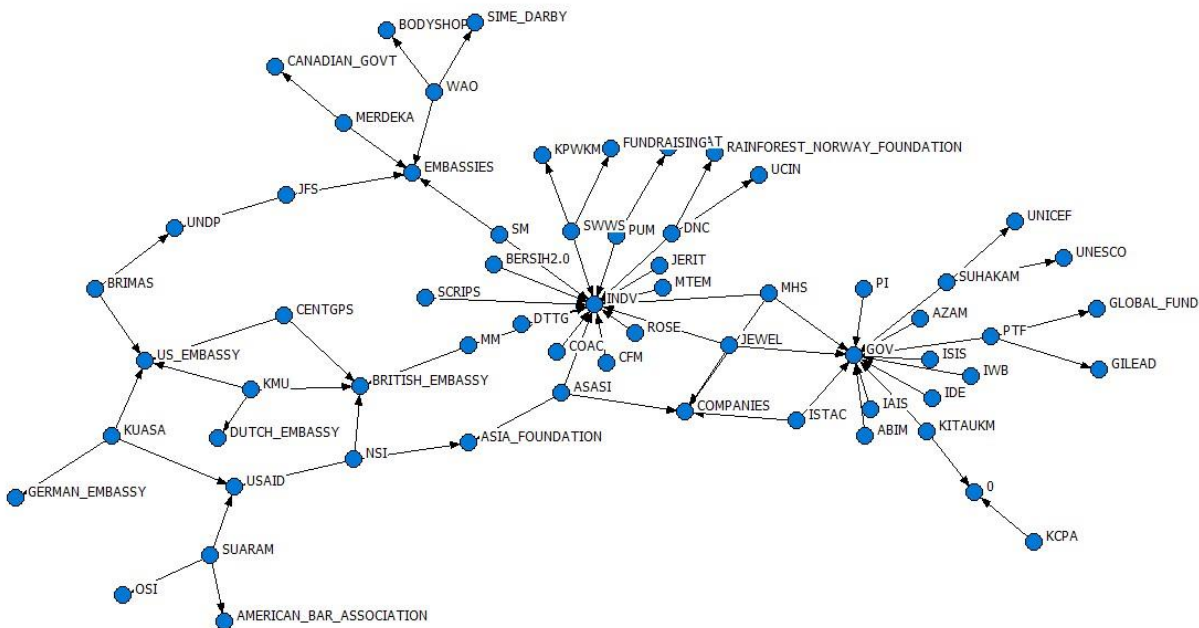 BODYSHOP
SIME_DARBY
CANADIAN_GOVT
WAO
MERDEKA
KPWKM
FUNDRAISINGAT
RAINFOREST_NORWAY_FOUNDATION
EMBASSIES
UCIN
JFS
UNDP
SM
SWWS
PUM
DNC
UNICEF
BERSIH2.0
JERIT
UNESCO
BRIMAS
SCRIPS
MTEM
MHS
PI
SUHAKAM
INDV
CENTGPS
DTTG
ROSE
AZAM
GLOBAL_FUND
US_EMBASSY
MM
COAC
CFM
JEWEL
GOV
PTF
ISIS
IWB
GILEAD
KMU
BRITISH_EMBASSY
ASASI
IDE
COMPANIES
ISTAC
IAIS
KUASA
DUTCH_EMBASSY
ASIA_FOUNDATION
ABIM
KITAUKM
NSI
GERMAN_EMBASSY
USAID
0
SUARAM
KCPA
OSI
AMERICAN_BAR_ASSOCIATION